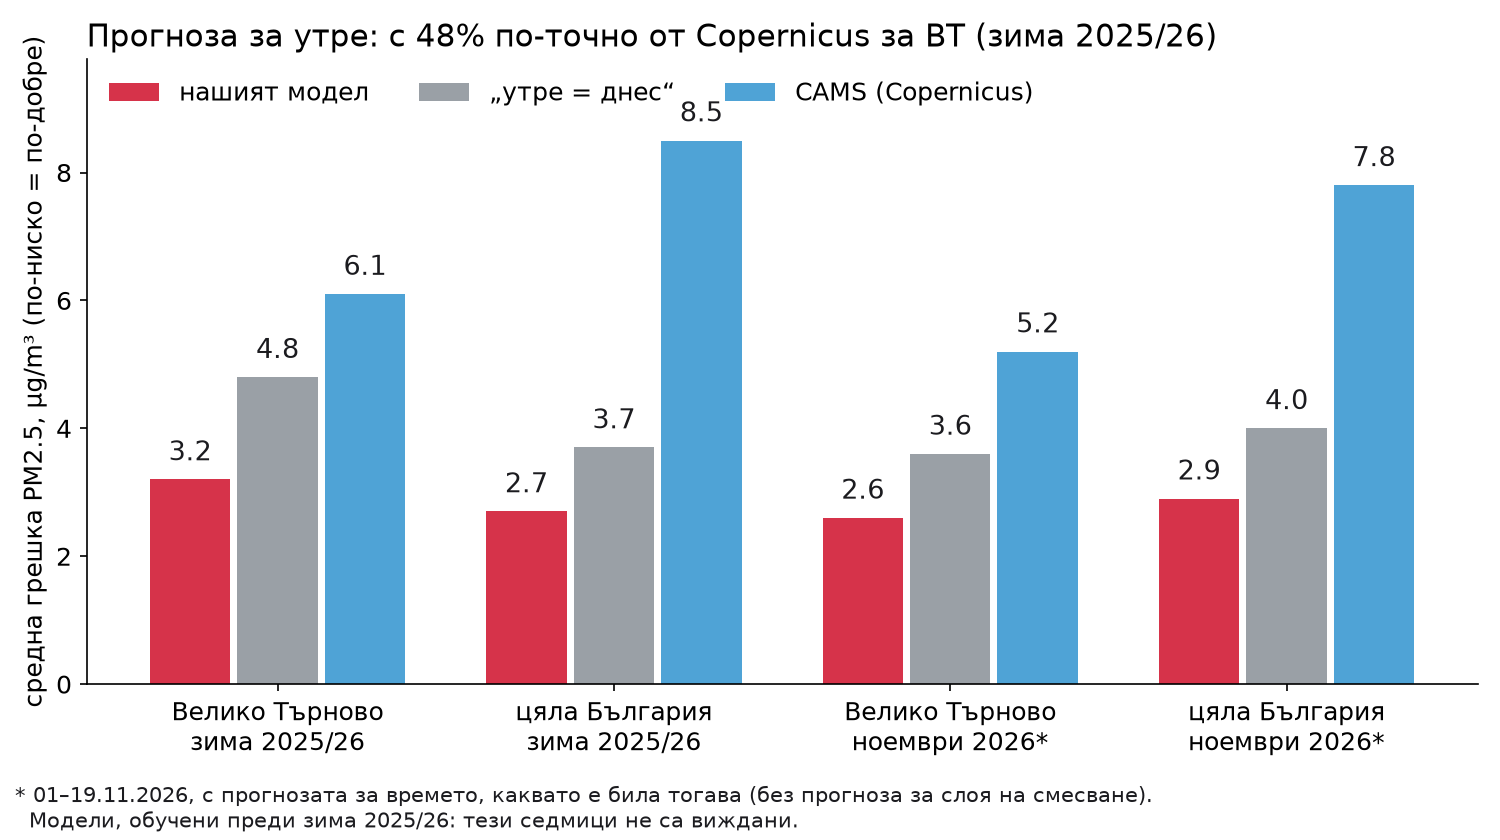 Прогноза за утре: с 48% по-точно от Copernicus за ВТ (зима 2025/26)
нашият модел
„утре = днес“
CAMS (Copernicus)
средна грешка PM2.5, µg/m³ (по-ниско = по-добре)
8
6
4
2
0
3.2
4.8
6.1
2.7
3.7
8.5
2.6
3.6
5.2
2.9
4.0
7.8
Велико Търново
зима 2025/26
цяла България
зима 2025/26
Велико Търново
ноември 2026*
цяла България
ноември 2026*
* 01–19.11.2026, с прогнозата за времето, каквато е била тогава (без прогноза за слоя на смесване).
Модели, обучени преди зима 2025/26: тези седмици не са виждани.